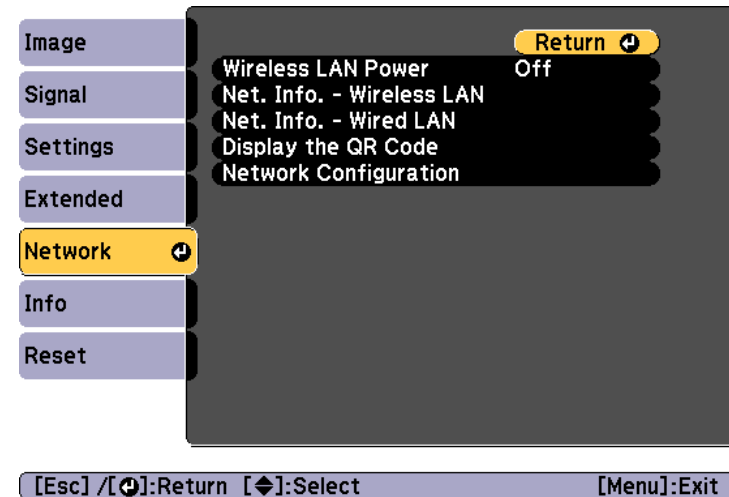 Image
Signal
Settings
Extended
Network
Info
Reset
Return
Wireless LAN Power Off
Net. Info. - Wireless LAN
Net. Info. - Wired LAN
Display the QR Code
Network Configuration
[Esc] /[⏎]:Return [◆]:Select [Menu]:Exit